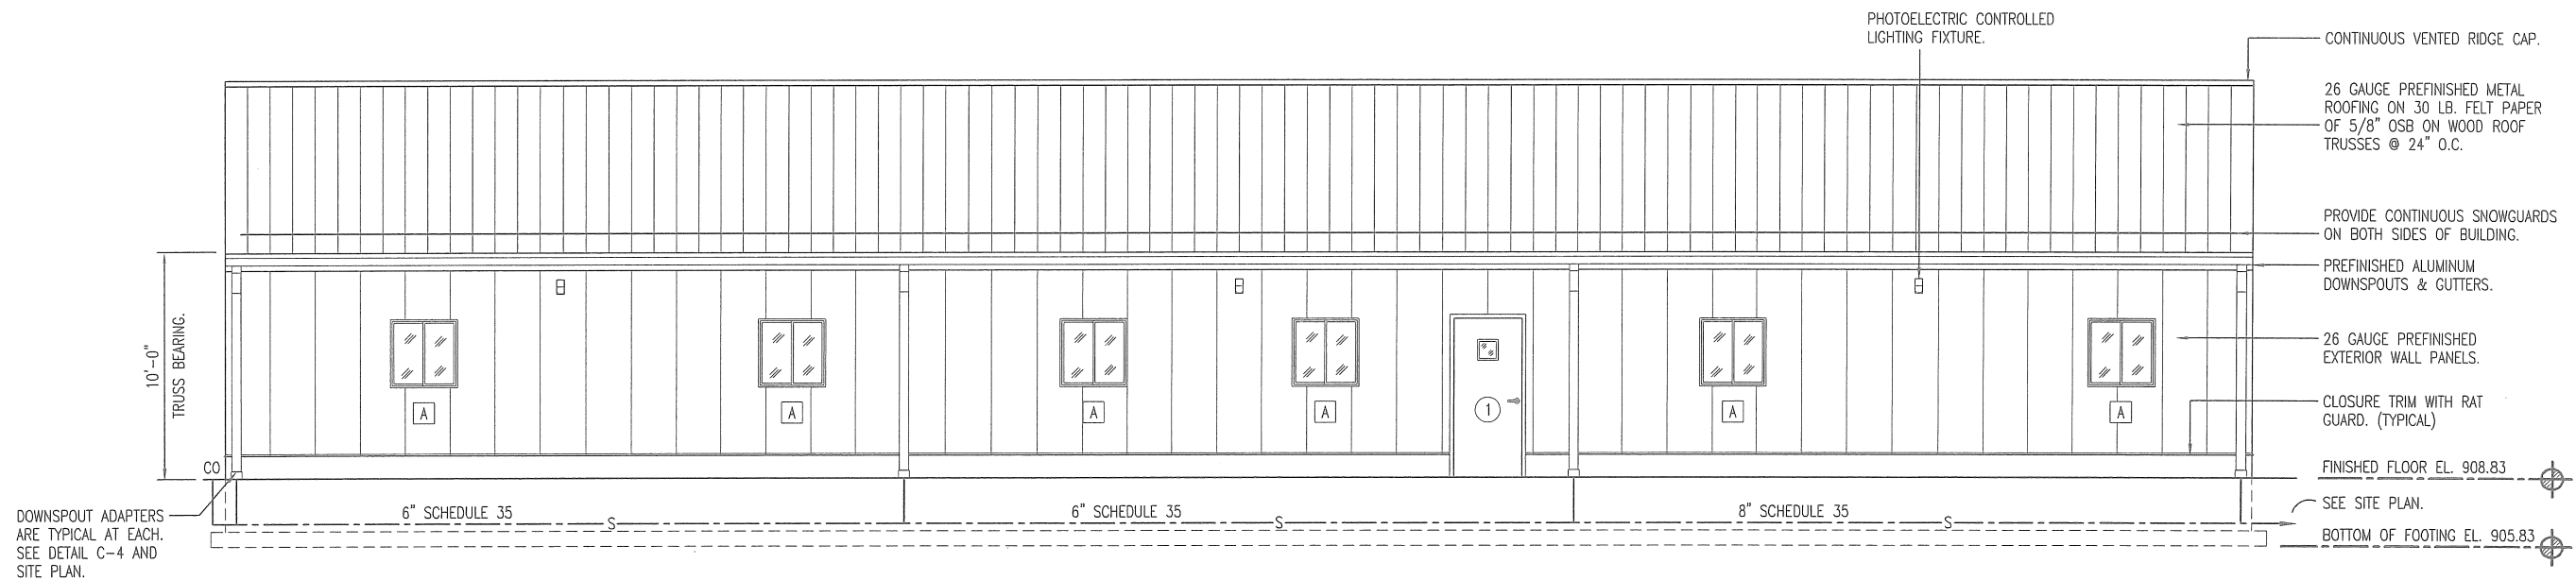 PHOTOELECTRIC CONTROLLED
LIGHTING FIXTURE.
CONTINUOUS VENTED RIDGE CAP.
26 GAUGE PREFINISHED METAL
ROOFING ON 30 LB. FELT PAPER
OF 5/8" OSB ON WOOD ROOF
TRUSSES @ 24" O.C.
PROVIDE CONTINUOUS SNOWGUARDS
ON BOTH SIDES OF BUILDING.
PREFINISHED ALUMINUM
DOWNSPOUTS & GUTTERS.
10'-0"
TRUSS BEARING.
26 GAUGE PREFINISHED
EXTERIOR WALL PANELS.
A
A
A
A
1
A
A
CLOSURE TRIM WITH RAT
GUARD. (TYPICAL)
CO
FINISHED FLOOR EL. 908.83
DOWNSPOUT ADAPTERS
ARE TYPICAL AT EACH.
SEE DETAIL C-4 AND
SITE PLAN.
6" SCHEDULE 35
S
6" SCHEDULE 35
S
8" SCHEDULE 35
S
SEE SITE PLAN.
BOTTOM OF FOOTING EL. 905.83